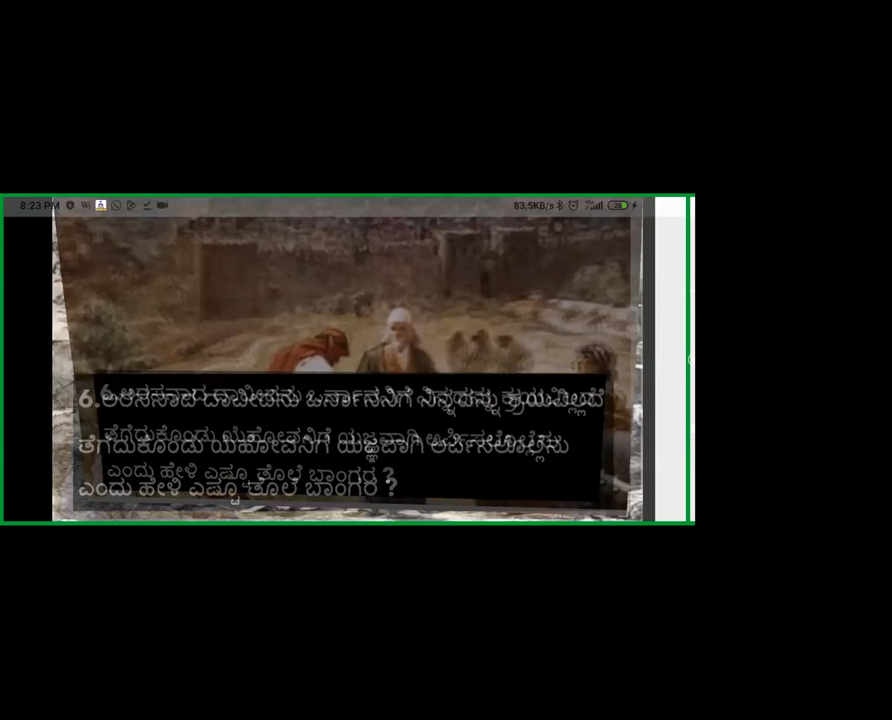 8:23 PM
83.5KB/s
6.ಅರಸನಾದ ದಾವೀದನು ಒರ್ನಾನನಿಗೆ ನಿನ್ನದನ್ನು ಕ್ರಯವಿಲ್ಲದೆ
ತೆಗೆದುಕೊಂಡು ಯೆಹೋವನಿಗೆ ಯಜ್ಞವಾಗಿ ಅರ್ಪಿಸಲೊಲ್ಲೆನು
ಎಂದು ಹೇಳಿ ಎಷ್ಟೂ ತೊಲೆ ಬಾಂಗರ ?